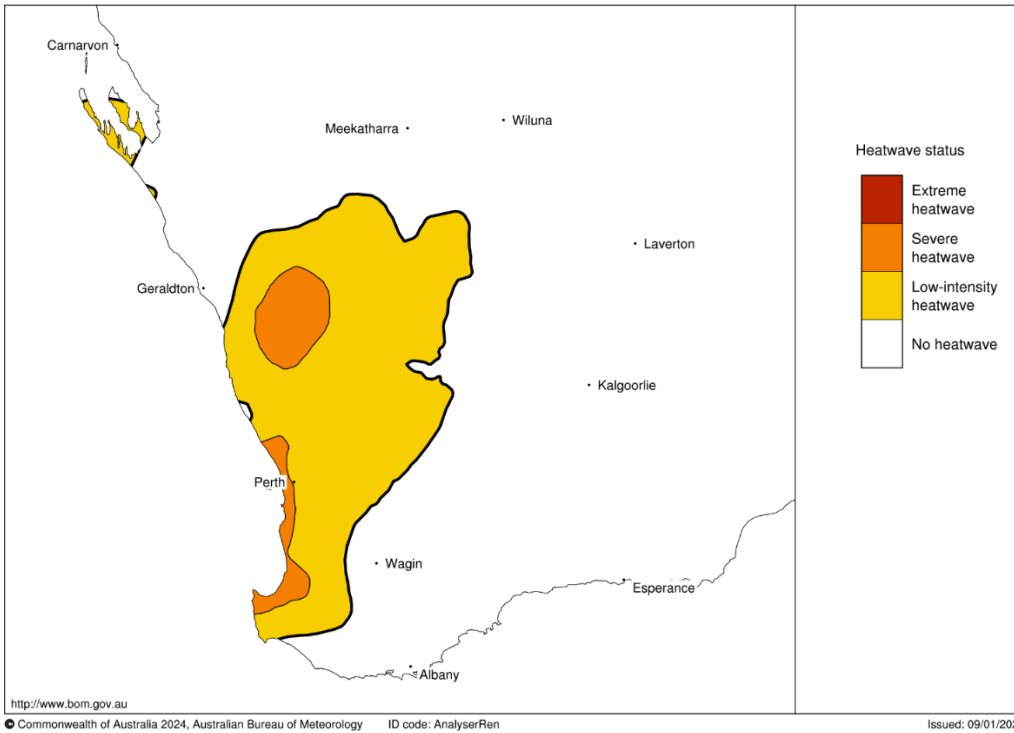 Carnarvon
Meekatharra
Wiluna
Heatwave status
Extreme
heatwave
Severe
heatwave
Low-intensity
heatwave
No heatwave
Laverton
Geraldton
Kalgoorlie
Perth
Wagin
Esperance
Albany
http://www.bom.gov.au
© Commonwealth of Australia 2024, Australian Bureau of Meteorology
ID code: AnalyserRen
Issued: 09/01/202